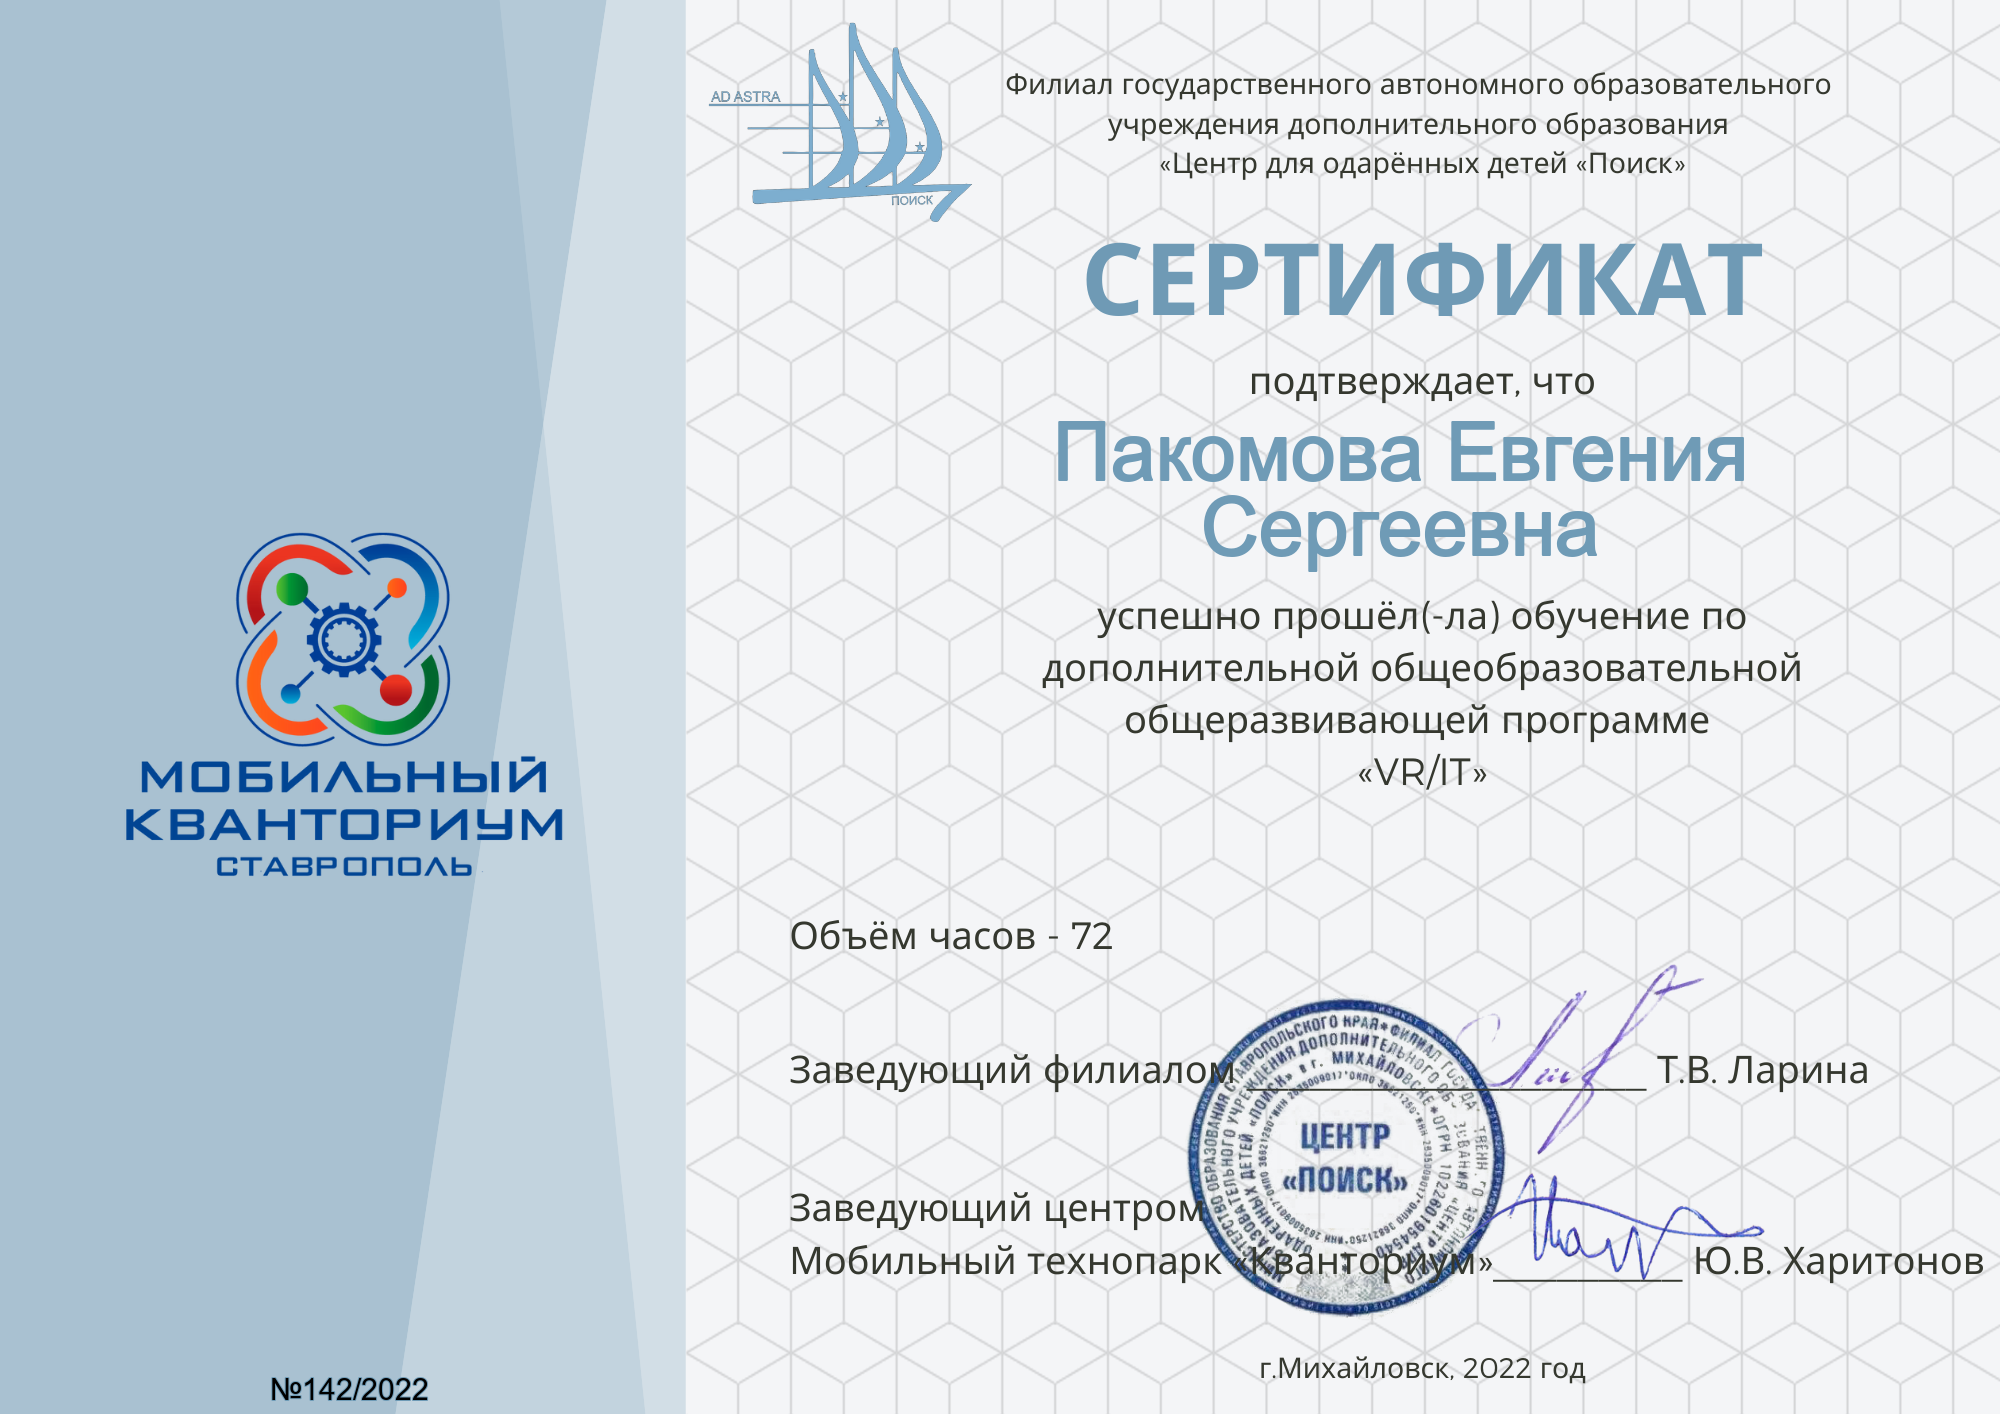 AD ASTRA
ПОИСК
Филиал государственного автономного образовательного
учреждения дополнительного образования
«Центр для одарённых детей «Поиск»
СЕРТИФИКАТ
подтверждает, что
Пакомова Евгения
Сергеевна
успешно прошёл(-ла) обучение по
дополнительной общеобразовательной
общеразвивающей программе
«VR/IT»
МОБИЛЬНЫЙ
КВАНТОРИУМ
СТАВРОПОЛЬ
Объём часов - 72
Заведующий филиалом Т.В. Ларина
ЦЕНТР
«ПОИСК»
Заведующий центром
Мобильный технопарк «Кванториум»__________ Ю.В. Харитонов
г.Михайловск, 2022 год
№142/2022